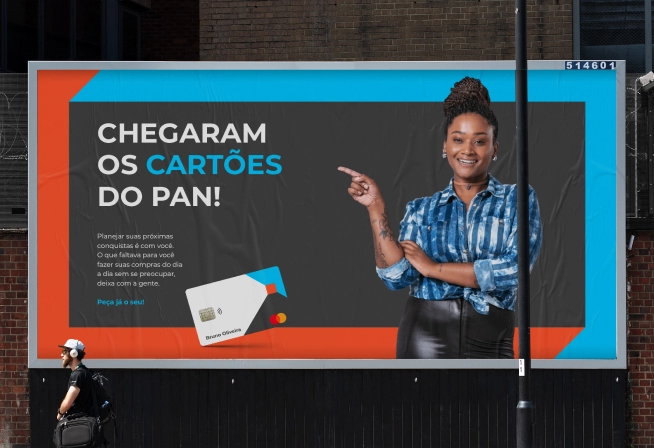 514601
CHEGARAM
OS CARTÕES
DO PAN!
Planejar suas próximas
conquistas é com você.
O que faltava para você
fazer suas compras do dia
a dia sem se preocupar,
deixa com a gente.
Peça já o seu!
Bruno Oliveira